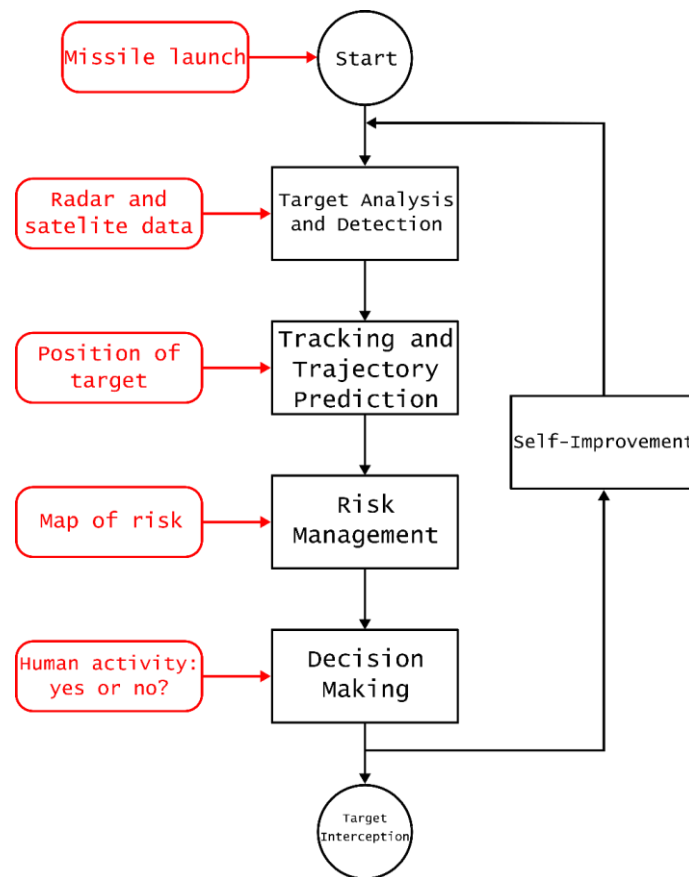 Missile launch
Start
Radar and
satelite data
Target Analysis
and Detection
Position of
target
Tracking and
Trajectory
Prediction
Self-Improvement
Map of risk
Risk
Management
Human activity:
yes or no?
Decision
Making
Target
Interception